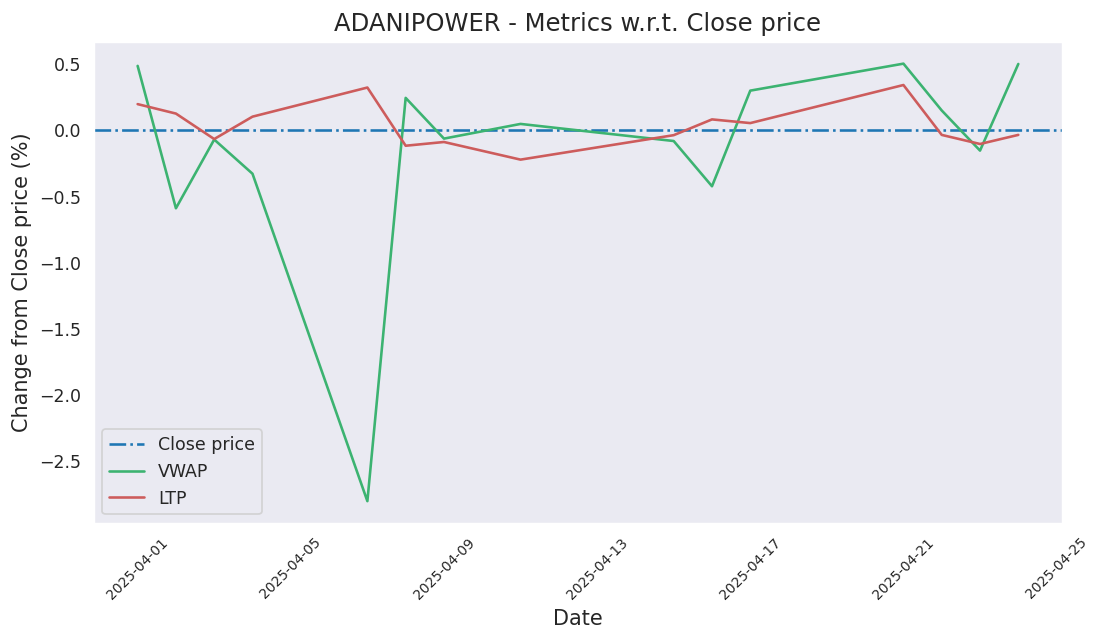 ADANIPOWER - Metrics w.r.t. Close price
Change from Close price (%)
0.5
0.0
−0.5
−1.0
−1.5
−2.0
−2.5
Close price
VWAP
LTP
2025-04-01
2025-04-05
2025-04-09
2025-04-13
2025-04-17
2025-04-21
2025-04-25
Date